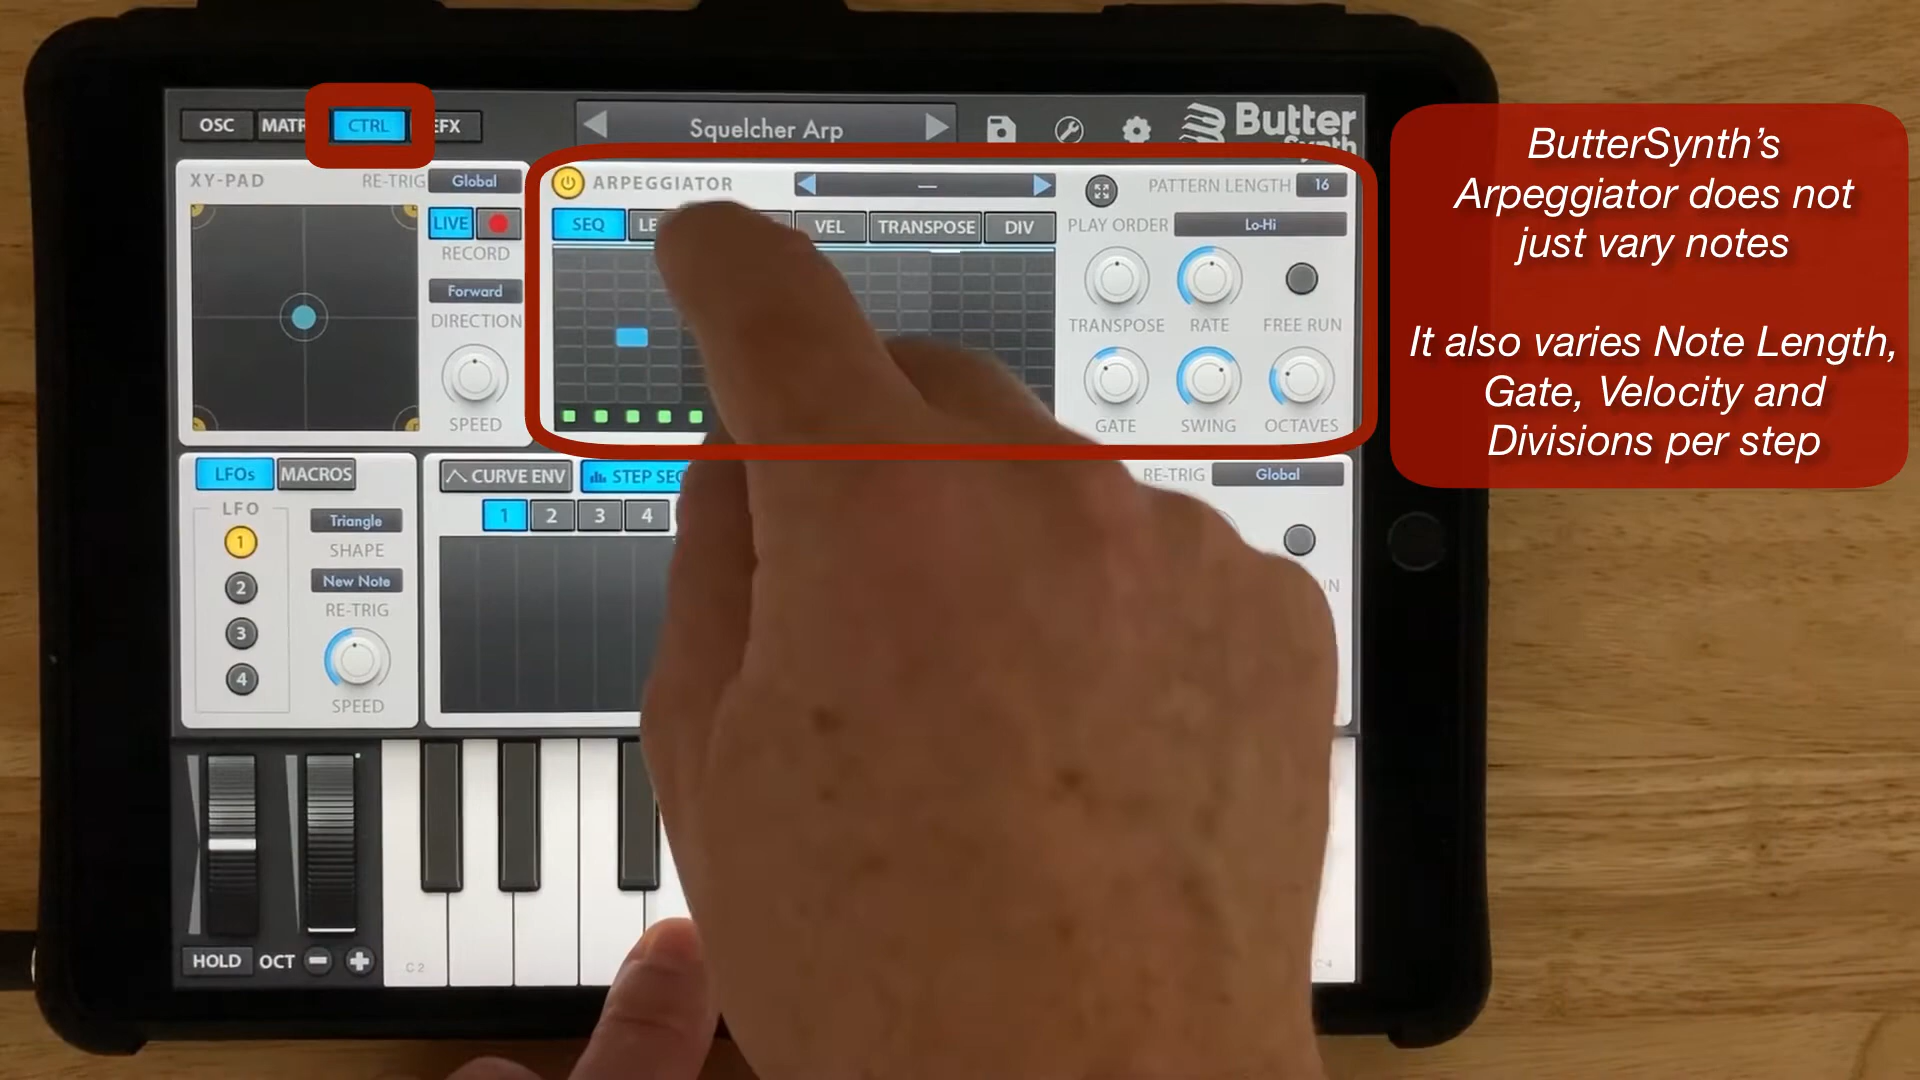 OSC
CTRL
Squelcher Arp
Butter
Synth
XY-PAD
RE-TRIG
Global
LIVE
RECORD
Forward
DIRECTION
SPEED
ARPEGGIATOR
—
PATTERN LENGTH
16
SEQ
VEL
TRANSPOSE
DIV
PLAY ORDER
Lo-Hi
TRANSPOSE
RATE
FREE RUN
GATE
SWING
OCTAVES
LFOs
MACROS
LFO
1
2
3
4
Triangle
SHAPE
New Note
RE-TRIG
SPEED
CURVE ENV
STEP SEQ
1
2
3
4
RE-TRIG
Global
HOLD
OCT
C2
C4
ButterSynth’s
Arpeggiator does not
just vary notes
It also varies Note Length,
Gate, Velocity and
Divisions per step